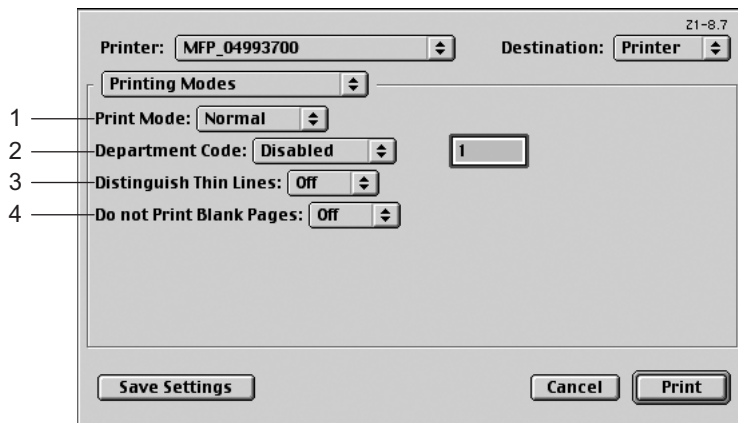 Z1-8.7
Printer: MFP_04993700 Destination: Printer
Printing Modes
1 Print Mode: Normal
2 Department Code: Disabled 1
3 Distinguish Thin Lines: Off
4 Do not Print Blank Pages: Off
Save Settings Cancel Print